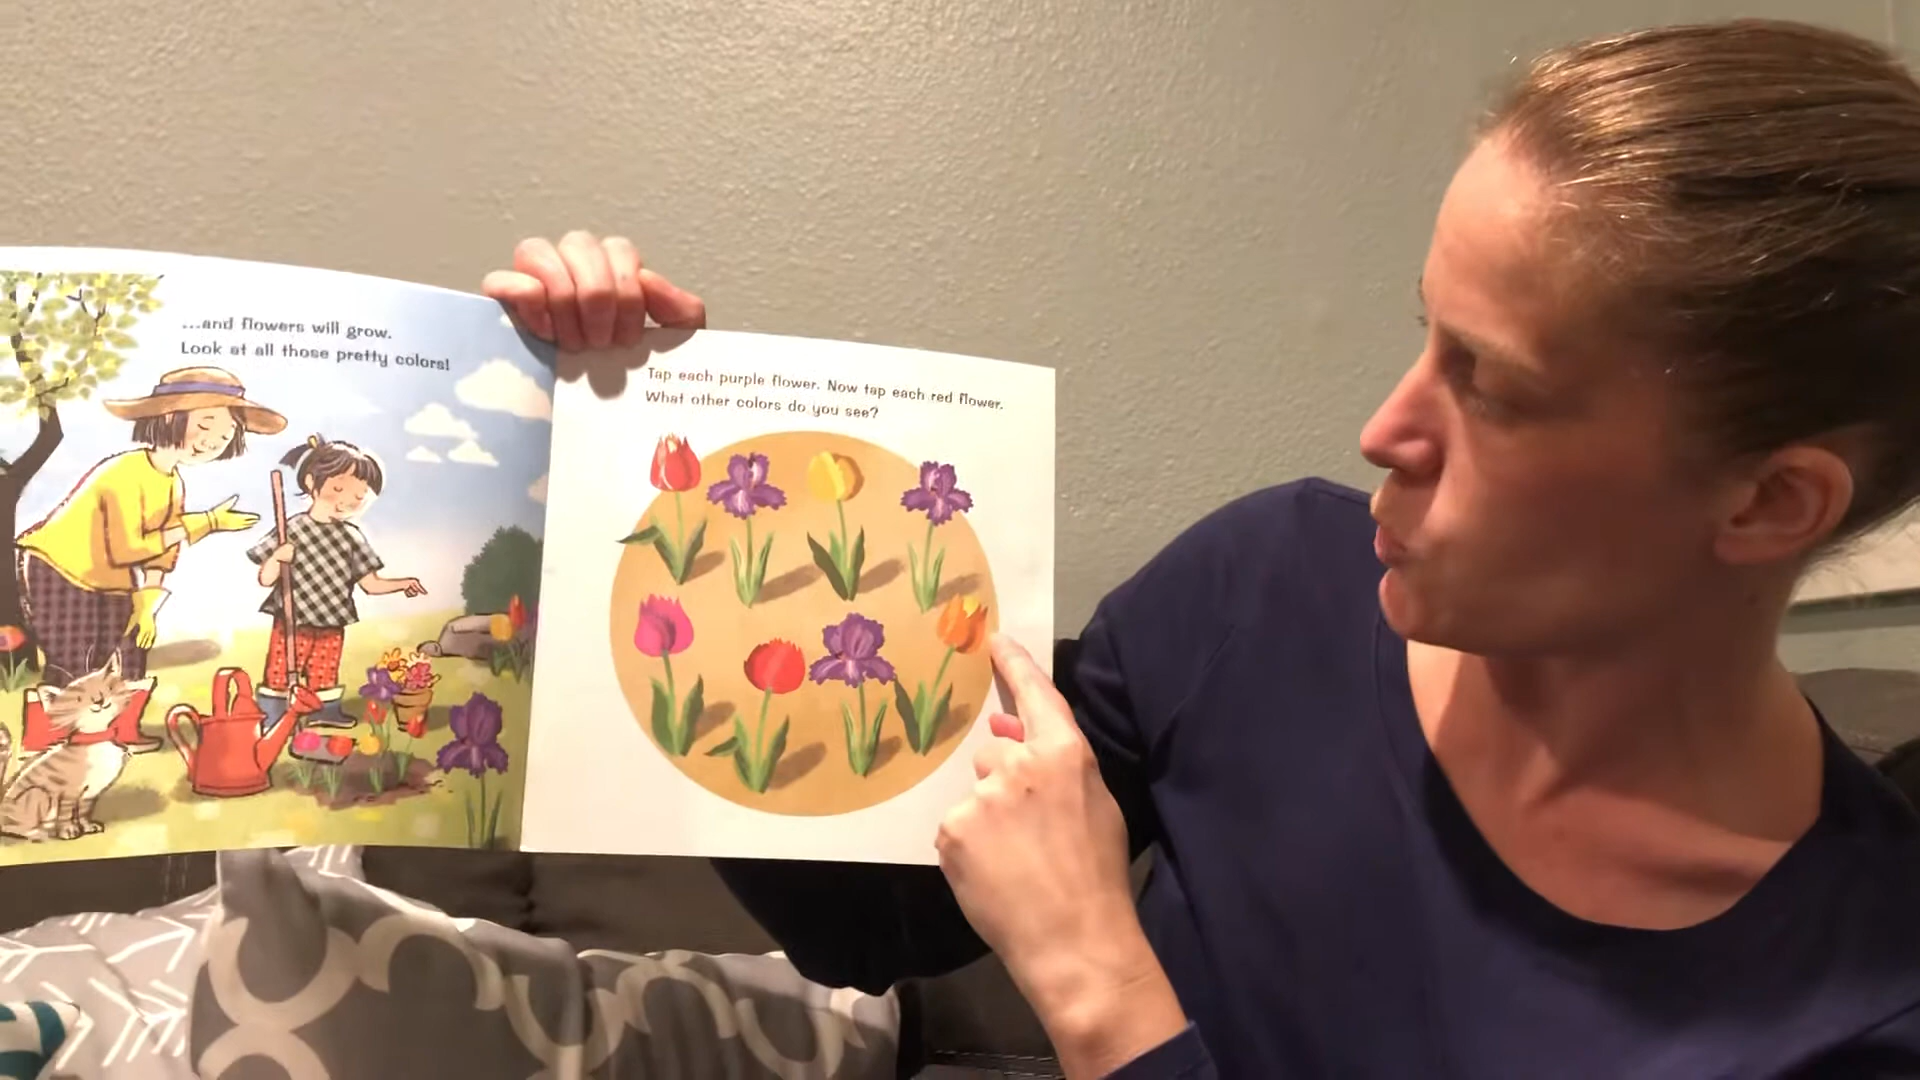 ...and flowers will grow.
Look at all those pretty colors!
Tap each purple flower. Now tap each red flower.
What other colors do you see?